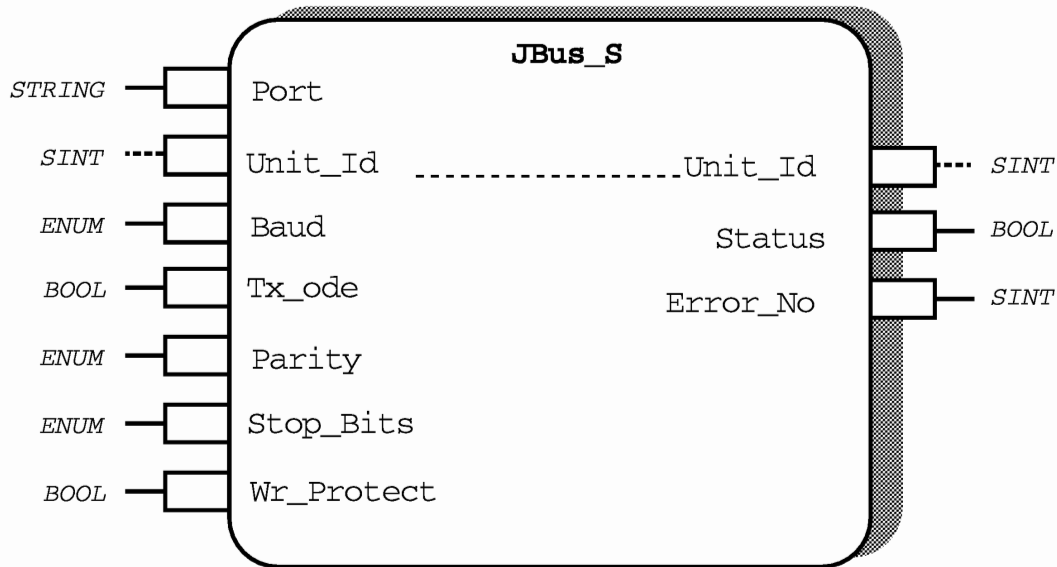 JBus_S
STRING Port
SINT Unit_Id Unit_Id SINT
ENUM Baud Status BOOL
BOOL Tx_ode Error_No SINT
ENUM Parity
ENUM Stop_Bits
BOOL Wr_Protect